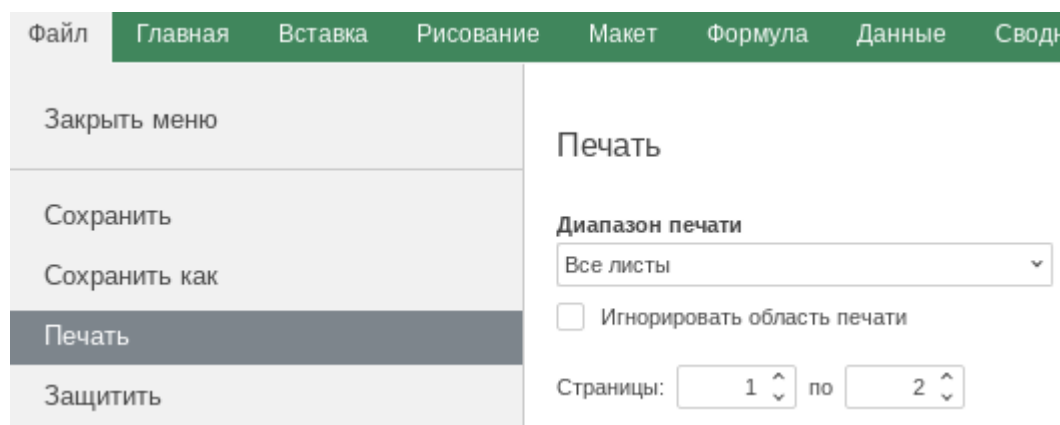 Файл Главная Вставка Рисование Макет Формула Данные
Закрыть меню
Сохранить
Сохранить как
Печать
Защитить
Печать
Диапазон печати
Все листы
Игнорировать область печати
Страницы: 1 по 2